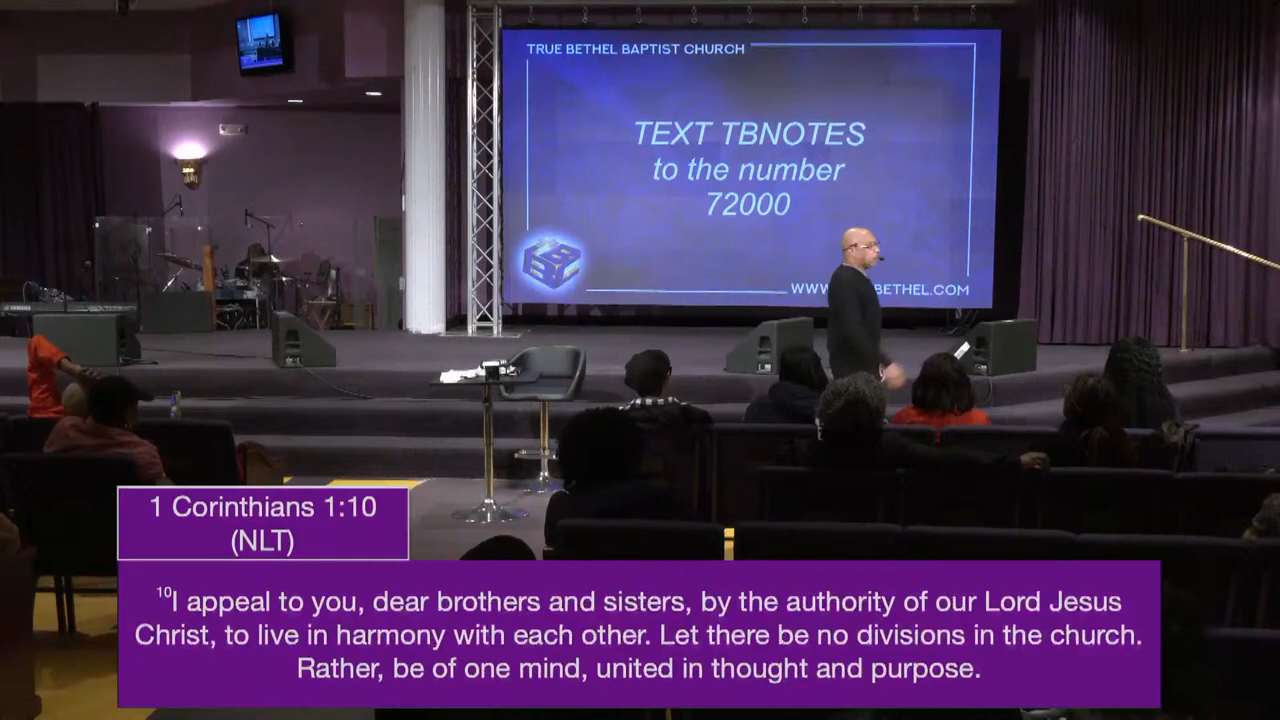 TRUE BETHEL BAPTIST CHURCH
TEXT TBNOTES
to the number
72000
BETHEL.COM
1 Corinthians 1:10
(NLT)
10I appeal to you, dear brothers and sisters, by the authority of our Lord Jesus
Christ, to live in harmony with each other. Let there be no divisions in the church.
Rather, be of one mind, united in thought and purpose.